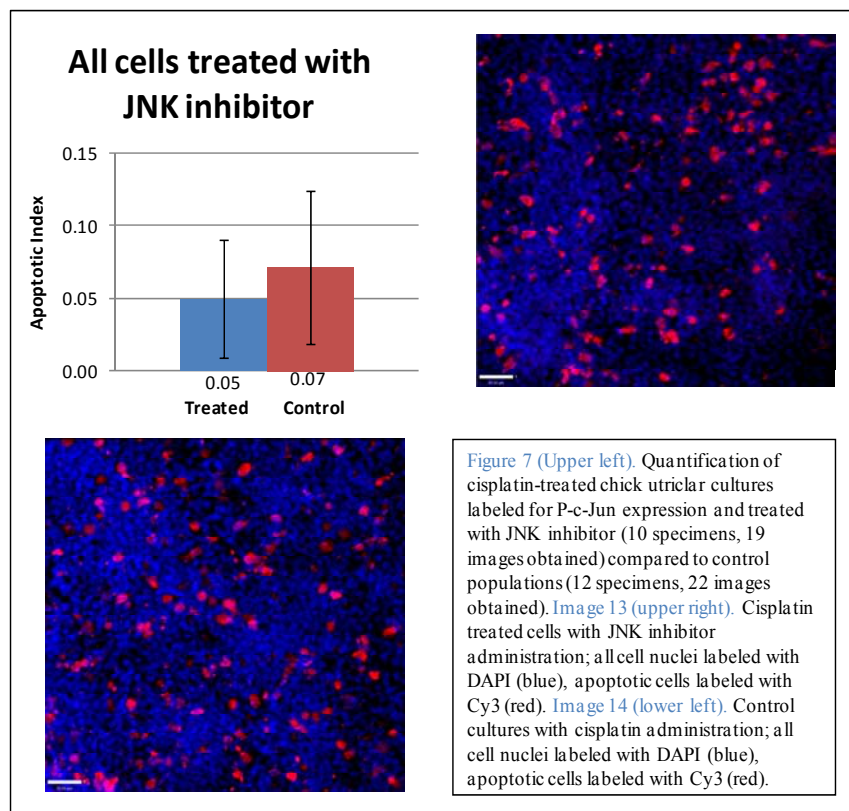 All cells treated with
JNK inhibitor
0.15
0.10
0.05
0.00
Apoptotic Index
0.05
0.07
Treated
Control
Figure 7 (Upper left). Quantification of
cisplatin-treated chick utriclar cultures
labeled for P-c-Jun expression and treated
with JNK inhibitor (10 specimens, 19
images obtained) compared to control
populations (12 specimens, 22 images
obtained). Image 13 (upper right). Cisplatin
treated cells with JNK inhibitor
administration; all cell nuclei labeled with
DAPI (blue), apoptotic cells labeled with
Cy3 (red). Image 14 (lower left). Control
cultures with cisplatin administration; all
cell nuclei labeled with DAPI (blue),
apoptotic cells labeled with Cy3 (red).